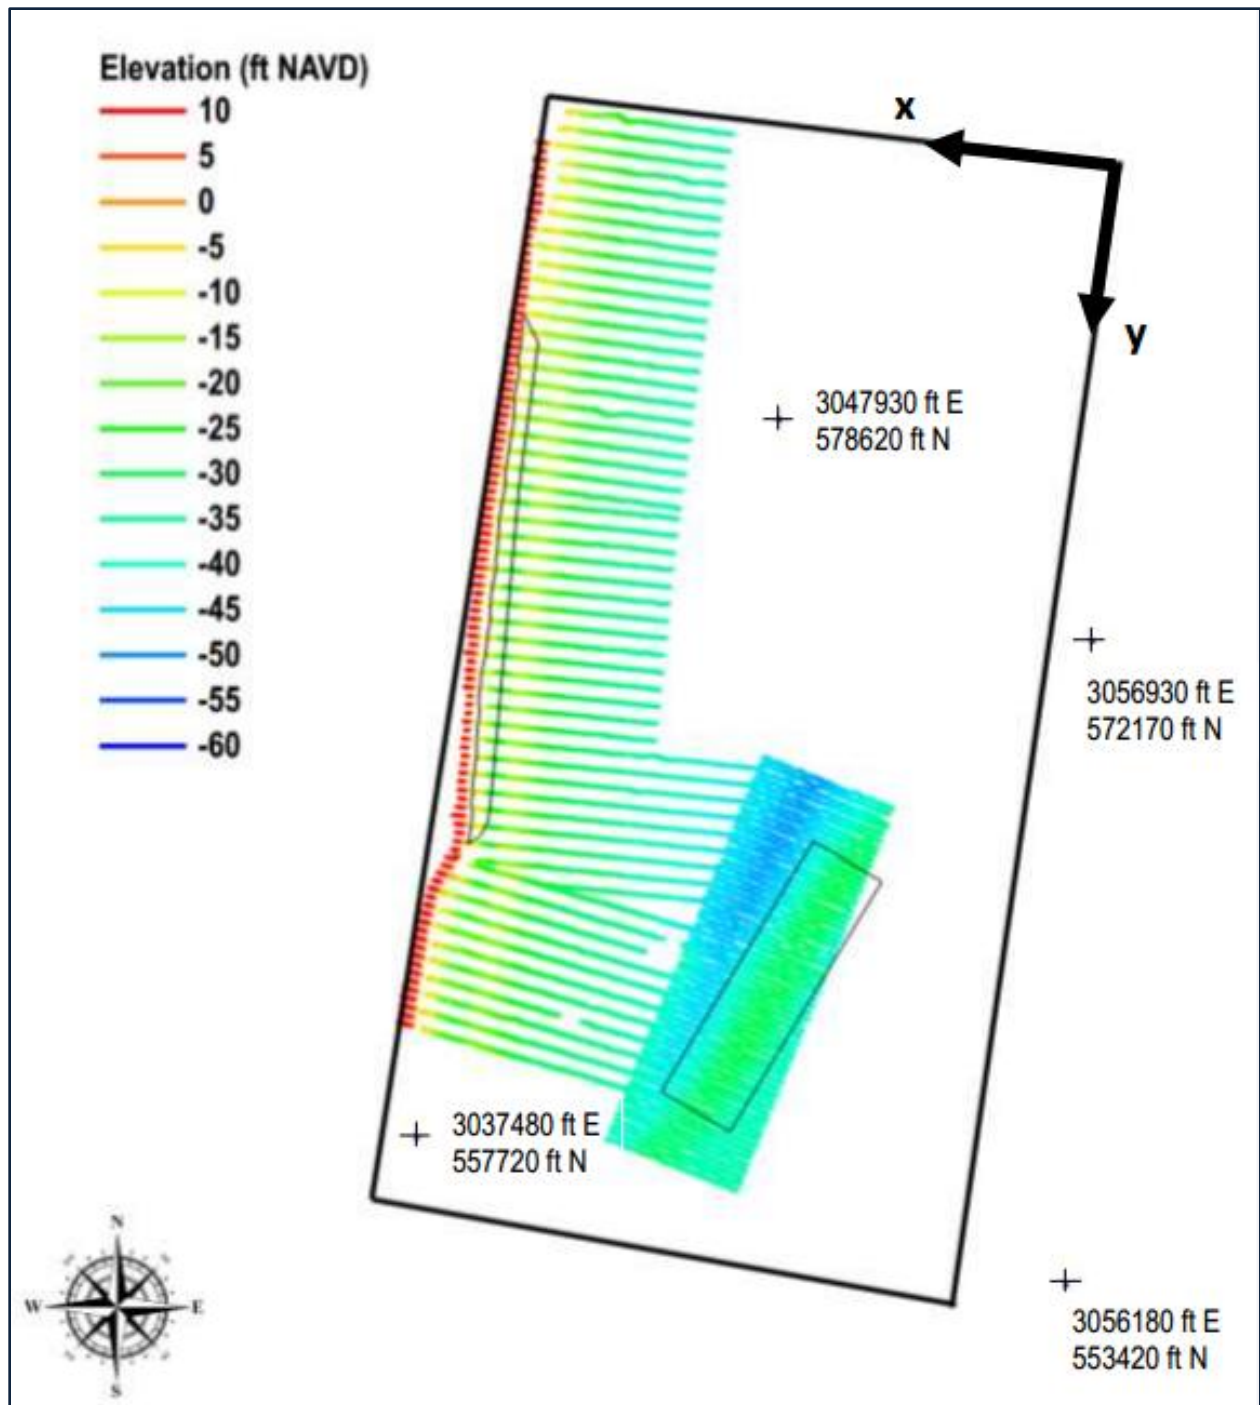 Elevation (ft NAVD)
10
5
0
-5
-10
-15
-20
-25
-30
-35
-40
-45
-50
-55
-60
x
y
3047930 ft E
578620 ft N
3056930 ft E
572170 ft N
3037480 ft E
557720 ft N
3056180 ft E
553420 ft N
N
W
E
S